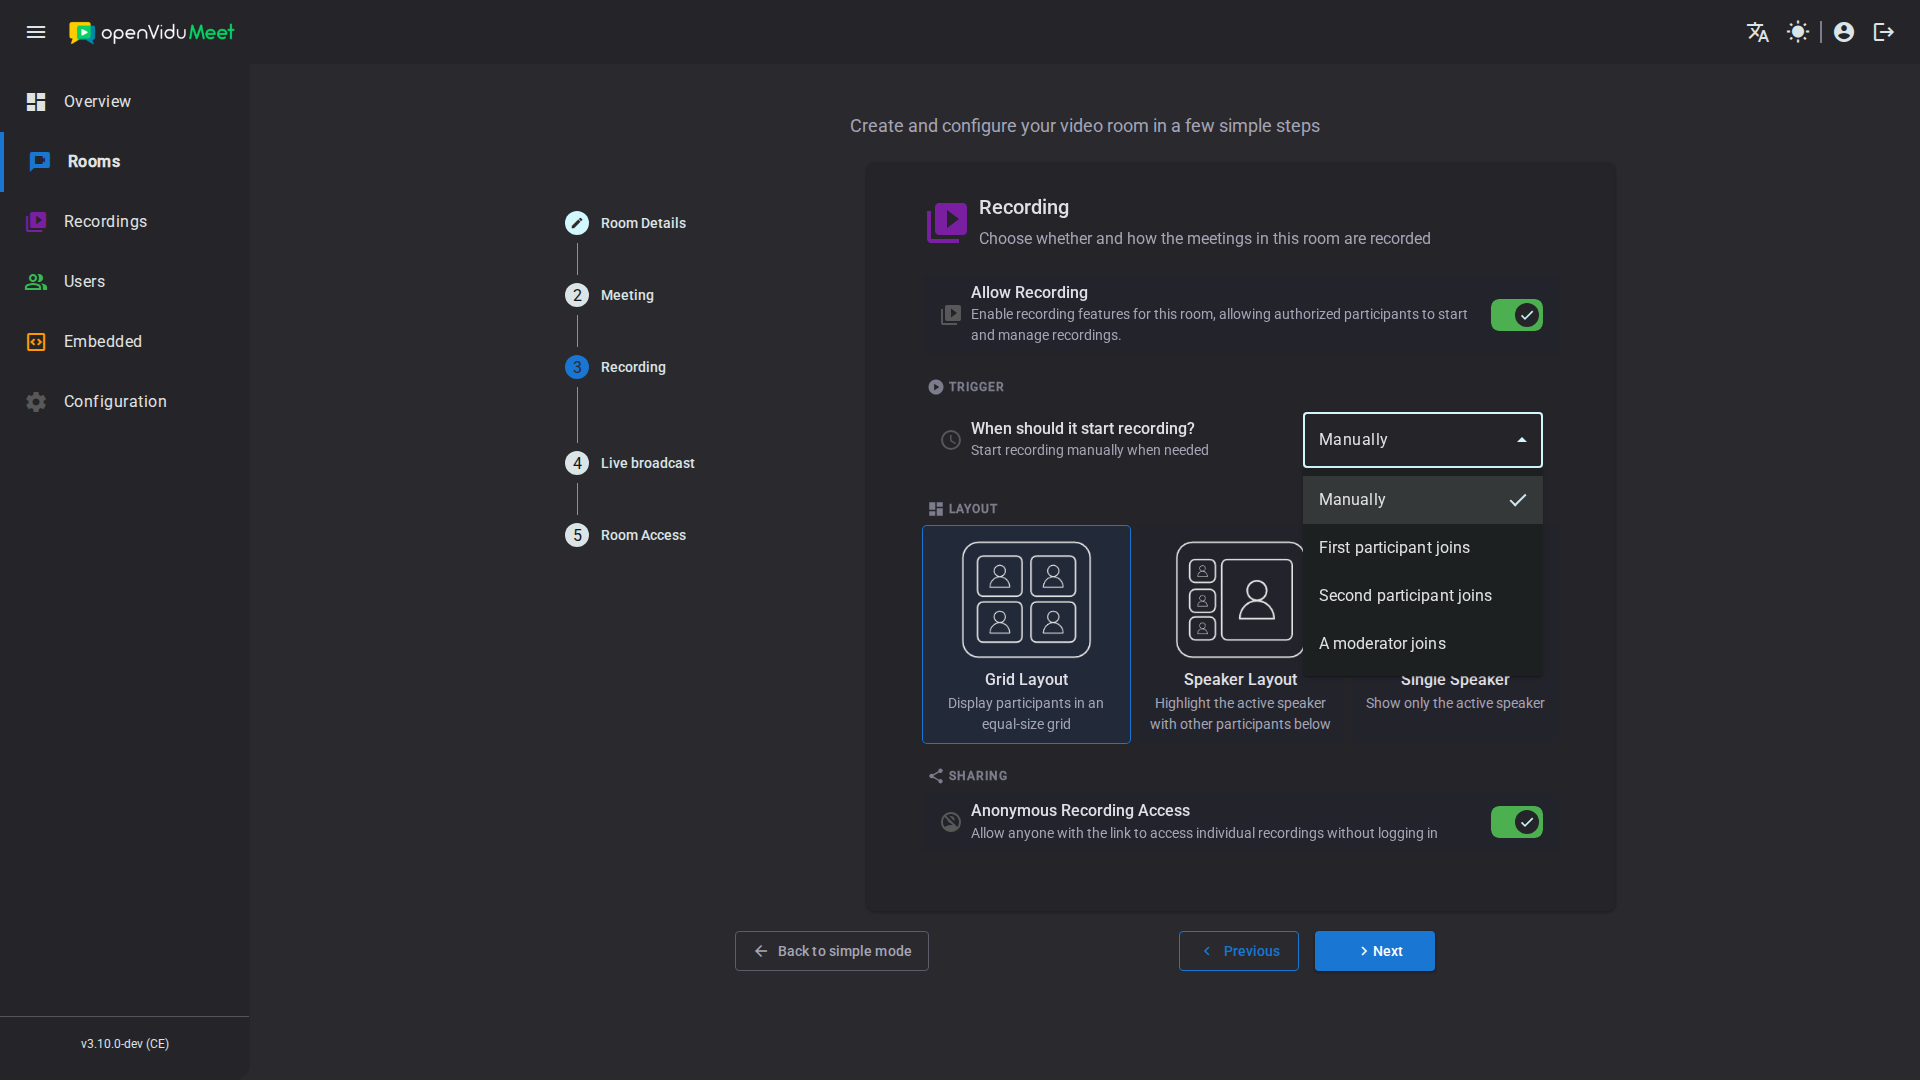 openVidu Meet
Overview
Rooms
Recordings
Users
Embedded
Configuration
v3.10.0-dev (CE)
Create and configure your video room in a few simple steps
Room Details
2 Meeting
3 Recording
4 Live broadcast
5 Room Access
Recording
Choose whether and how the meetings in this room are recorded
Allow Recording
Enable recording features for this room, allowing authorized participants to start
and manage recordings.
TRIGGER
When should it start recording?
Start recording manually when needed
Manually
Manually
First participant joins
Second participant joins
A moderator joins
LAYOUT
Grid Layout
Display participants in an
equal-size grid
Speaker Layout
Highlight the active speaker
with other participants below
Single Speaker
Show only the active speaker
SHARING
Anonymous Recording Access
Allow anyone with the link to access individual recordings without logging in
Back to simple mode
Previous
Next